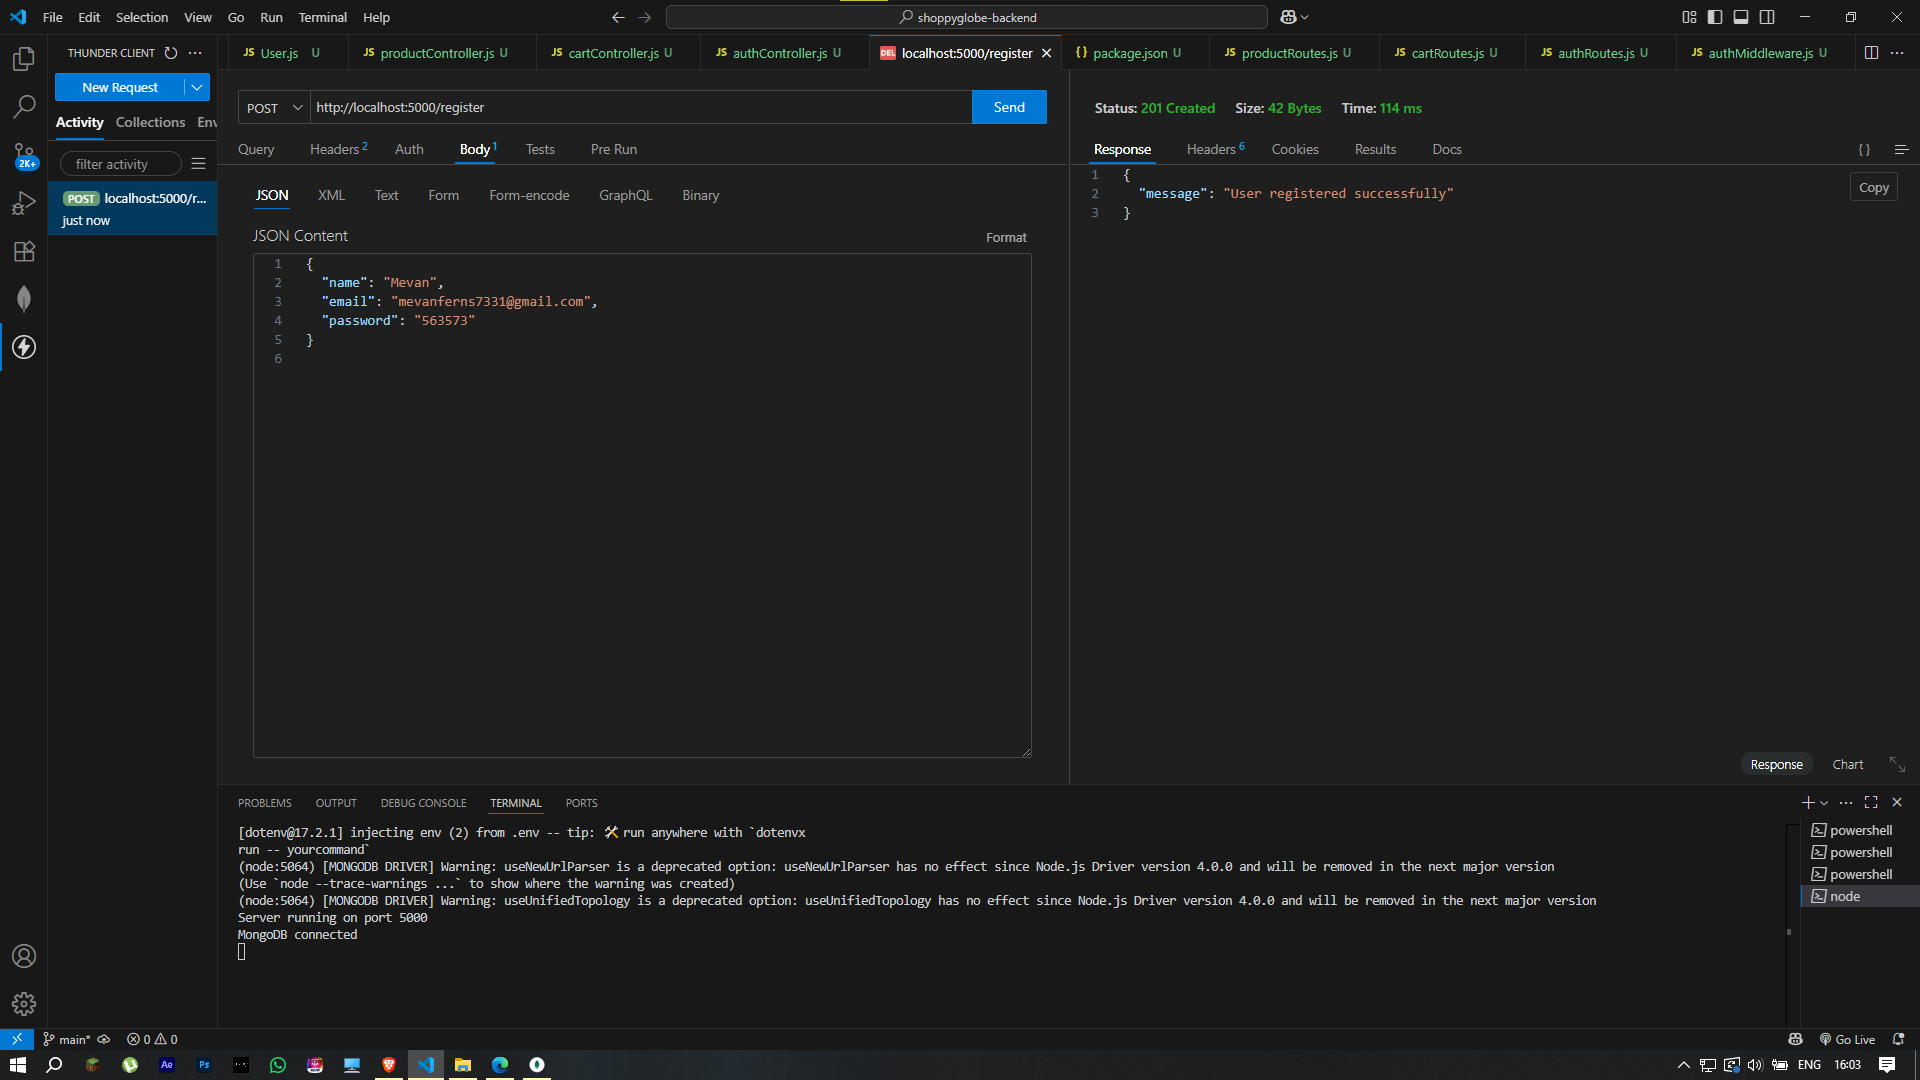 File Edit Selection View Go Run Terminal Help
shoppyglobe-backend
THUNDER CLIENT
JS User.js U
JS productController.js U
JS cartController.js U
JS authController.js U
DEL localhost:5000/register
{} package.json U
JS productRoutes.js U
JS cartRoutes.js U
JS authRoutes.js U
JS authMiddleware.js U
New Request
Activity Collections Env
filter activity
POST localhost:5000/r...
just now
2K+
POST http://localhost:5000/register Send
Query Headers 2 Auth Body 1 Tests Pre Run
JSON XML Text Form Form-encode GraphQL Binary
JSON Content
Format
1 {
2 "name": "Mevan",
3 "email": "mevanferns7331@gmail.com",
4 "password": "563573"
5 }
6
Status: 201 Created Size: 42 Bytes Time: 114 ms
Response Headers 6 Cookies Results Docs
{ }
1 {
2 "message": "User registered successfully"
3 }
Copy
Response Chart
PROBLEMS OUTPUT DEBUG CONSOLE TERMINAL PORTS
[dotenv@17.2.1] injecting env (2) from .env -- tip: 🛠️ run anywhere with `dotenvx
run -- yourcommand`
(node:5064) [MONGODB DRIVER] Warning: useNewUrlParser is a deprecated option: useNewUrlParser has no effect since Node.js Driver version 4.0.0 and will be removed in the next major version
(Use `node --trace-warnings ...` to show where the warning was created)
(node:5064) [MONGODB DRIVER] Warning: useUnifiedTopology is a deprecated option: useUnifiedTopology has no effect since Node.js Driver version 4.0.0 and will be removed in the next major version
Server running on port 5000
MongoDB connected
powershell
powershell
powershell
node
main* 0 0
Go Live
Ae Ps
ENG 16:03